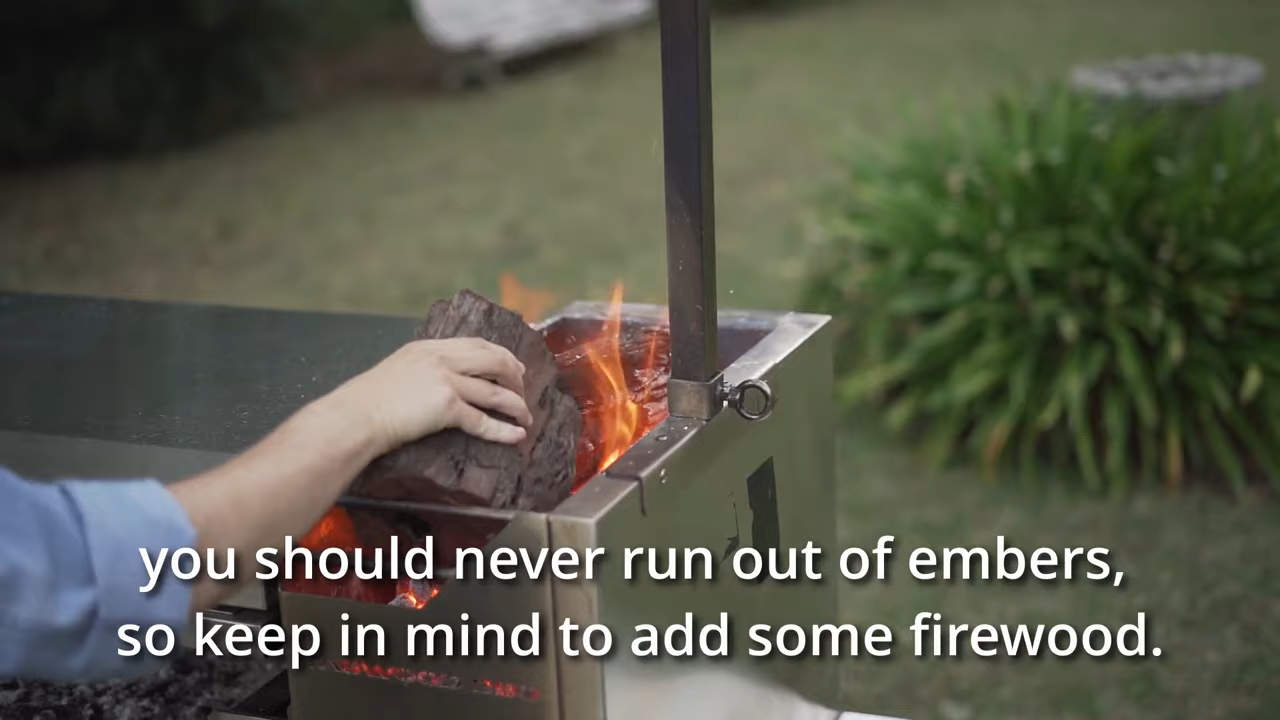 you should never run out of embers,
so keep in mind to add some firewood.